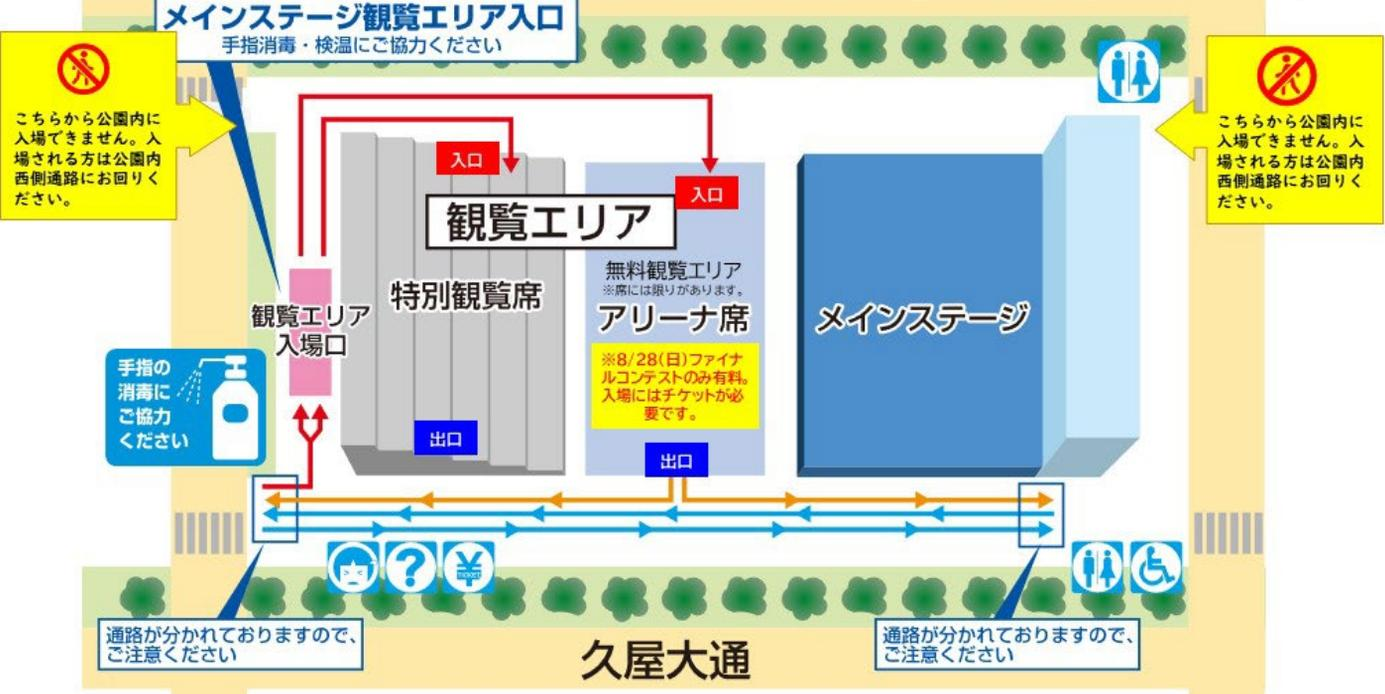 メインステージ観覧エリア入口
手指消毒・検温にご協力ください
こちらから公園内に
入場できません。入
場される方は公園内
西側通路にお回りく
ださい。
こちらから公園内に
入場できません。入
場される方は公園内
西側通路にお回りく
ださい。
入口
入口
観覧エリア
特別観覧席
無料観覧エリア
※席には限りがあります。
アリーナ席
※8/28(日)ファイナ
ルコンテストのみ有料。
入場にはチケットが必
要です。
メインステージ
観覧エリア
入場口
手指の
消毒に
ご協力
ください
出口
出口
?
¥
TICKET
通路が分かれておりますので、
ご注意ください
久屋大通
通路が分かれておりますので、
ご注意ください